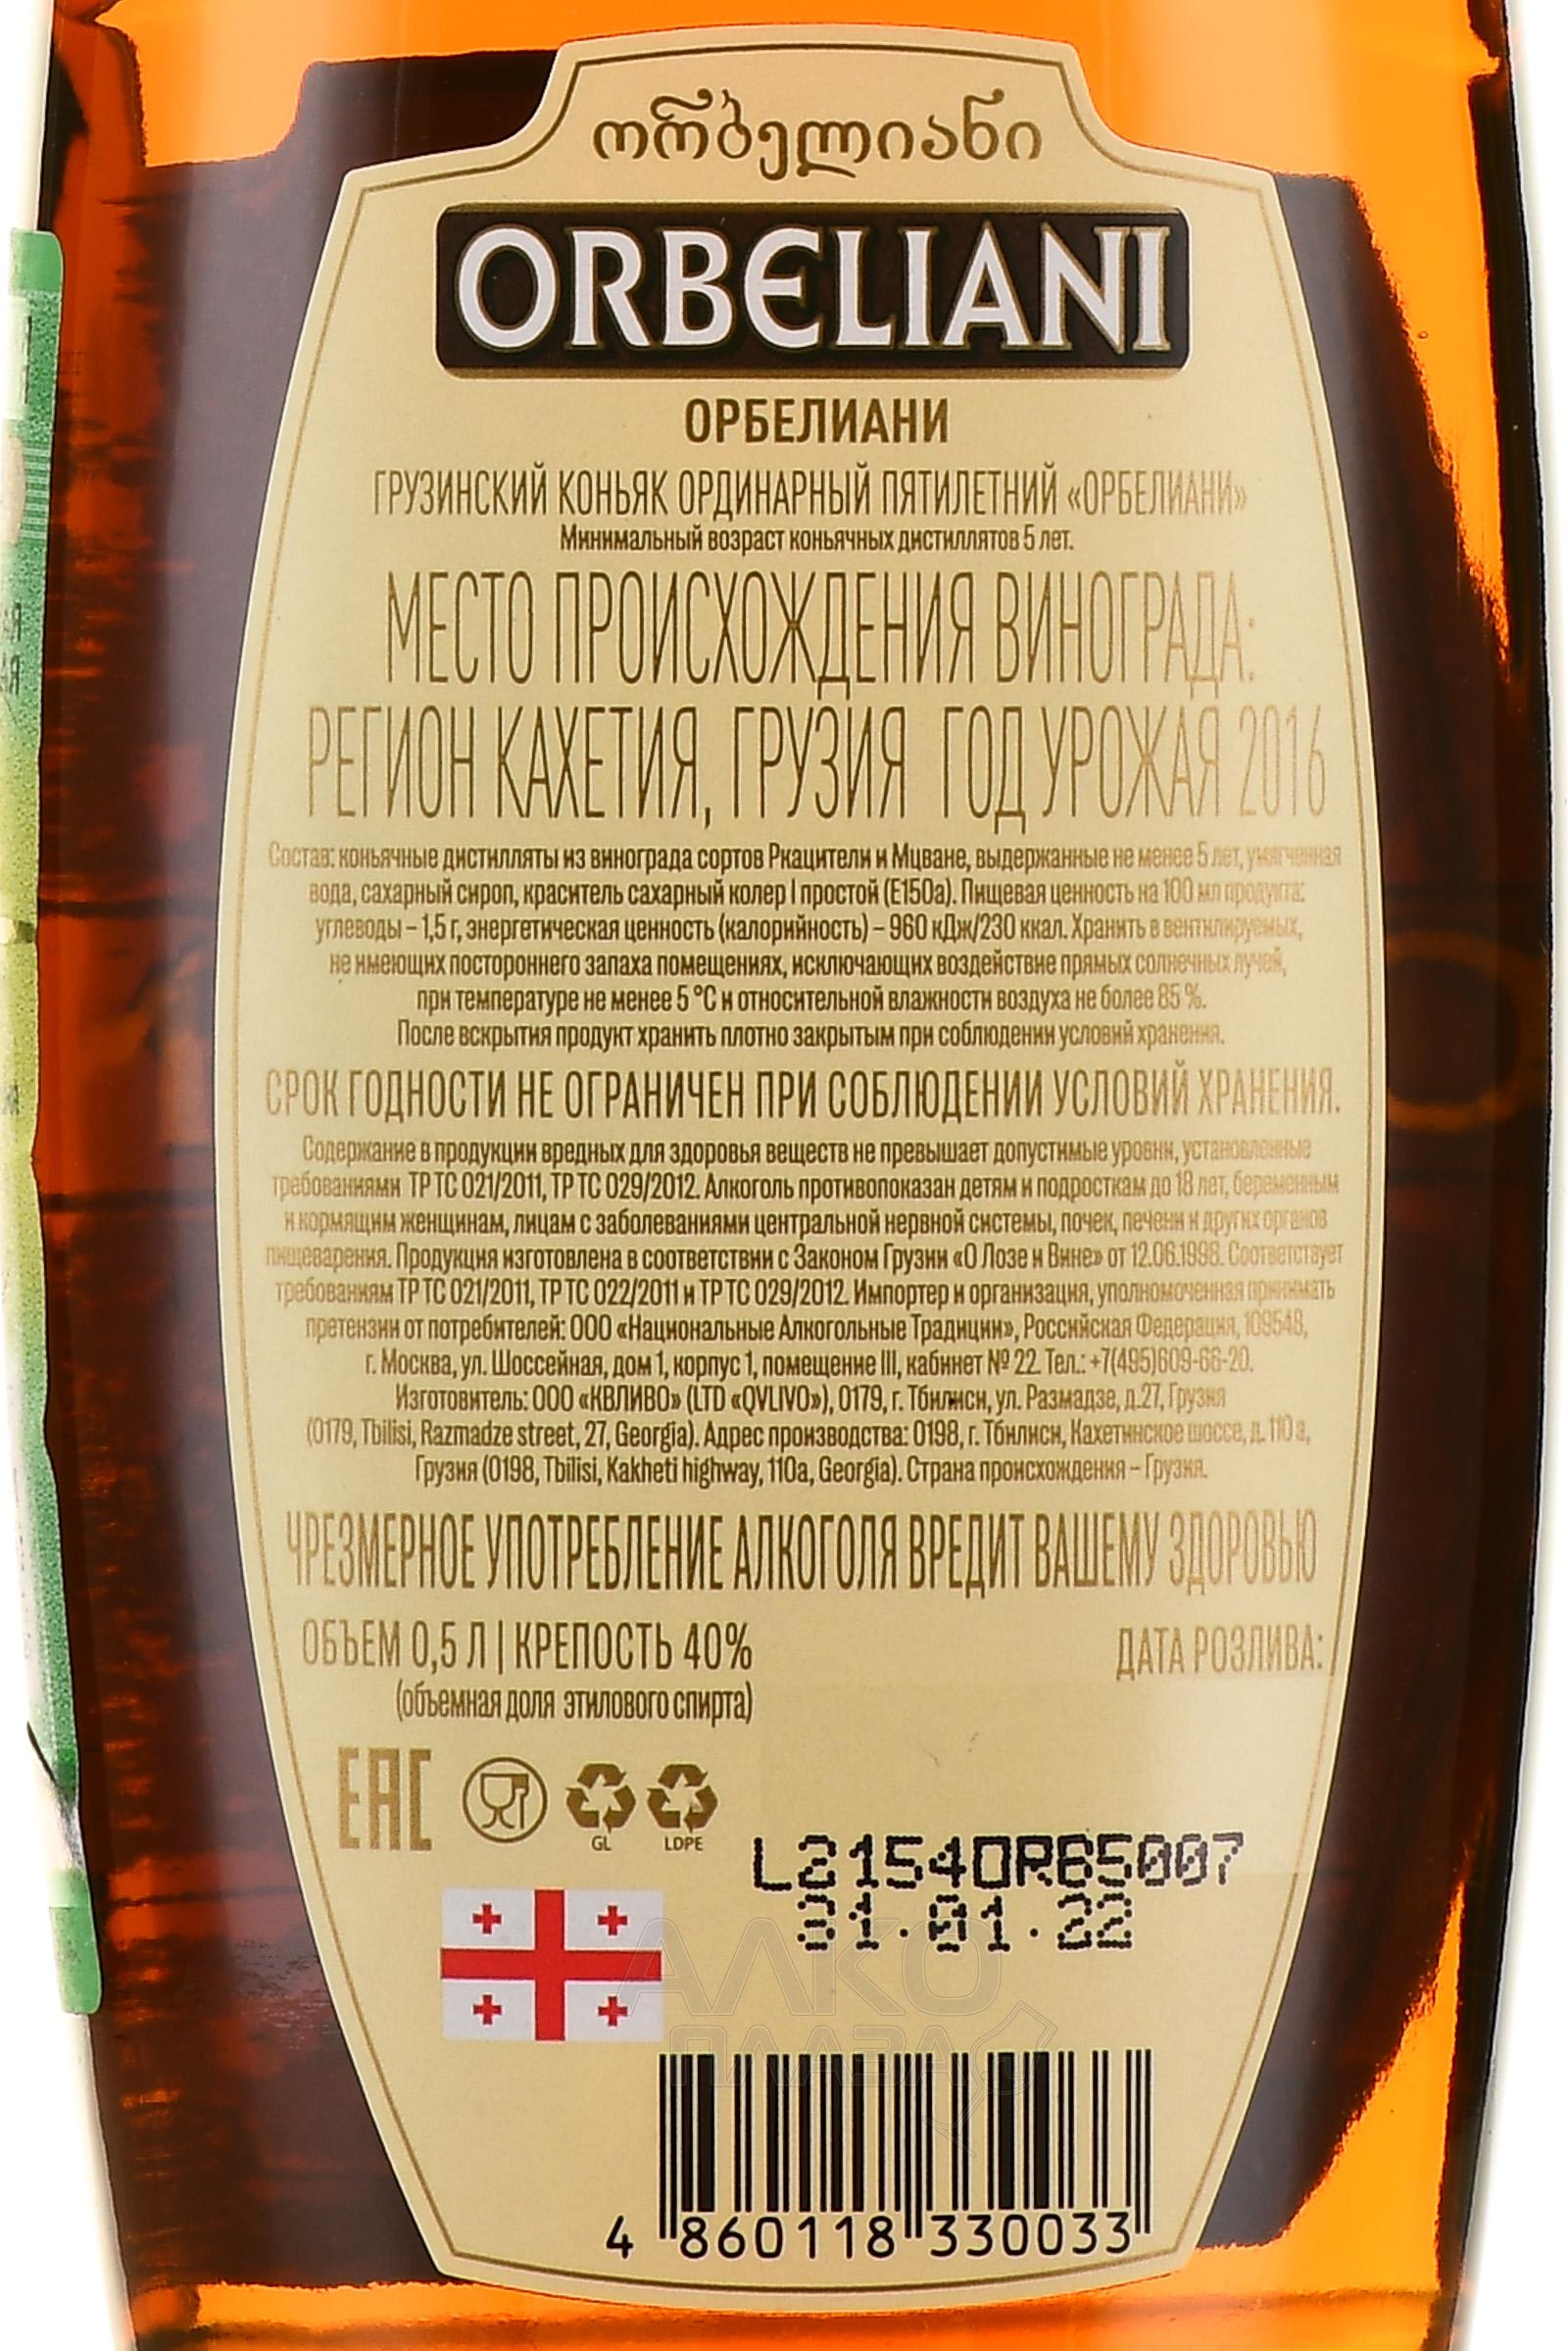 ორბელიანი
ORBELIANI
ОРБЕЛИАНИ
ГРУЗИНСКИЙ КОНЬЯК ОРДИНАРНЫЙ ПЯТИЛЕТНИЙ «ОРБЕЛИАНИ»
Минимальный возраст коньячных дистиллятов 5 лет.
МЕСТО ПРОИСХОЖДЕНИЯ ВИНОГРАДА:
РЕГИОН КАХЕТИЯ, ГРУЗИЯ ГОД УРОЖАЯ 2016
Состав: коньячные дистилляты из винограда сортов Ркацители и Мцване, выдержанные не менее 5 лет, умягченная
вода, сахарный сироп, краситель сахарный колер I простой (E150a). Пищевая ценность на 100 мл продукта:
углеводы – 1,5 г, энергетическая ценность (калорийность) – 960 кДж/230 ккал. Хранить в вентилируемых,
не имеющих постороннего запаха помещениях, исключающих воздействие прямых солнечных лучей,
при температуре не менее 5 °C и относительной влажности воздуха не более 85 %.
После вскрытия продукт хранить плотно закрытым при соблюдении условий хранения.
СРОК ГОДНОСТИ НЕ ОГРАНИЧЕН ПРИ СОБЛЮДЕНИИ УСЛОВИЙ ХРАНЕНИЯ.
Содержание в продукции вредных для здоровья веществ не превышает допустимые уровни, установленные
требованиями ТР ТС 021/2011, ТР ТС 029/2012. Алкоголь противопоказан детям и подросткам до 18 лет, беременным
и кормящим женщинам, лицам с заболеваниями центральной нервной системы, почек, печени и других органов
пищеварения. Продукция изготовлена в соответствии с Законом Грузии «О Лозе и Вине» от 12.06.1998. Соответствует
требованиям ТР ТС 021/2011, ТР ТС 022/2011 и ТР ТС 029/2012. Импортер и организация, уполномоченная принимать
претензии от потребителей: ООО «Национальные Алкогольные Традиции», Российская Федерация, 109548,
г. Москва, ул. Шоссейная, дом 1, корпус 1, помещение III, кабинет № 22. Тел.: +7(495)609-66-20.
Изготовитель: ООО «КВЛИВО» (LTD «QVLIVO»), 0179, г. Тбилиси, ул. Размадзе, д.27, Грузия
(0179, Tbilisi, Razmadze street, 27, Georgia). Адрес производства: 0198, г. Тбилиси, Кахетинское шоссе, д. 110 а,
Грузия (0198, Tbilisi, Kakheti highway, 110a, Georgia). Страна происхождения – Грузия.
ЧРЕЗМЕРНОЕ УПОТРЕБЛЕНИЕ АЛКОГОЛЯ ВРЕДИТ ВАШЕМУ ЗДОРОВЬЮ
ОБЪЕМ 0,5 Л | КРЕПОСТЬ 40%
(объемная доля этилового спирта)
ДАТА РОЗЛИВА:
EAC
GL
LDPE
L2154ORB5007
31.01.22
АЛКО
ПЛАЗА
4 860118 330033